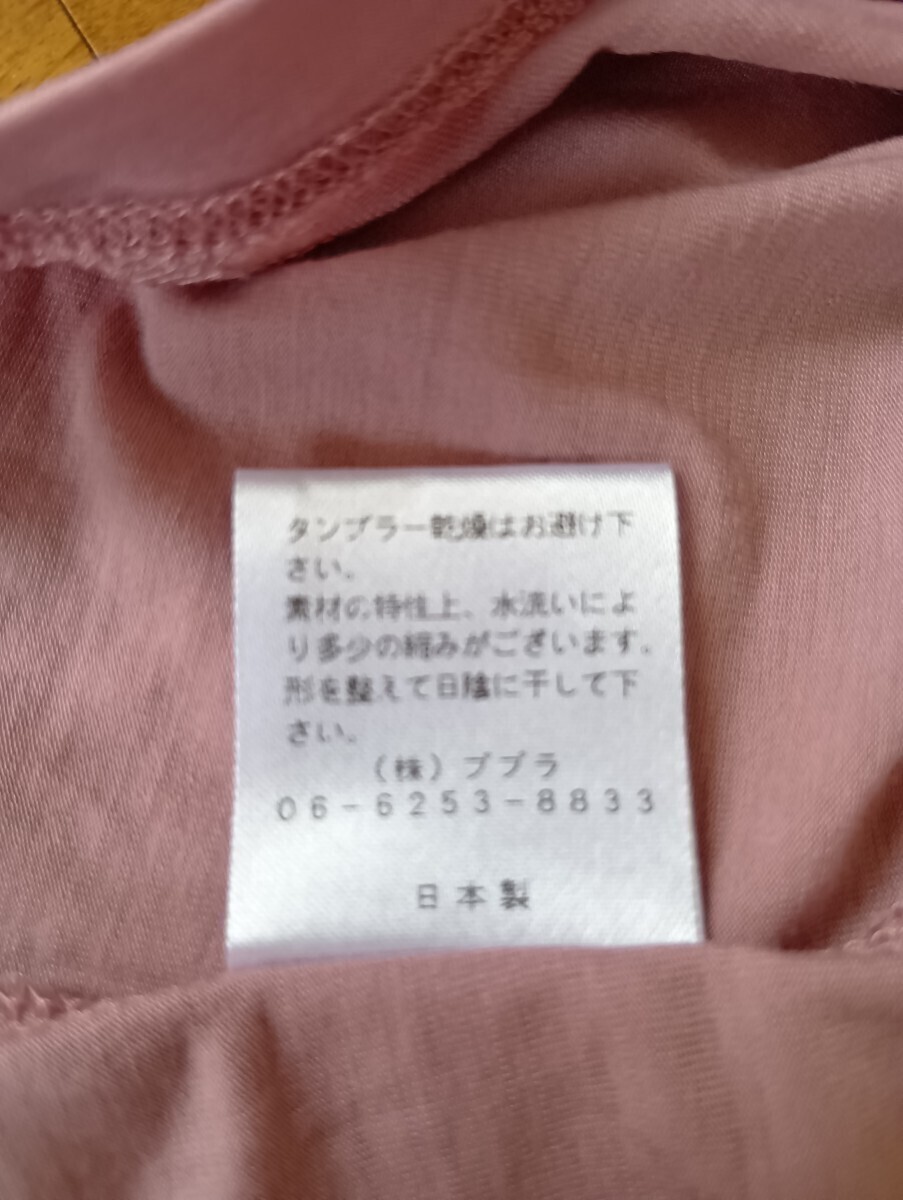 タンブラー乾燥はお避け下
さい。
素材の特性上、水洗いによ
り多少の縮みがございます。
形を整えて日陰に干して下
さい。
（株）ブブラ
06-6253-8833
日本製